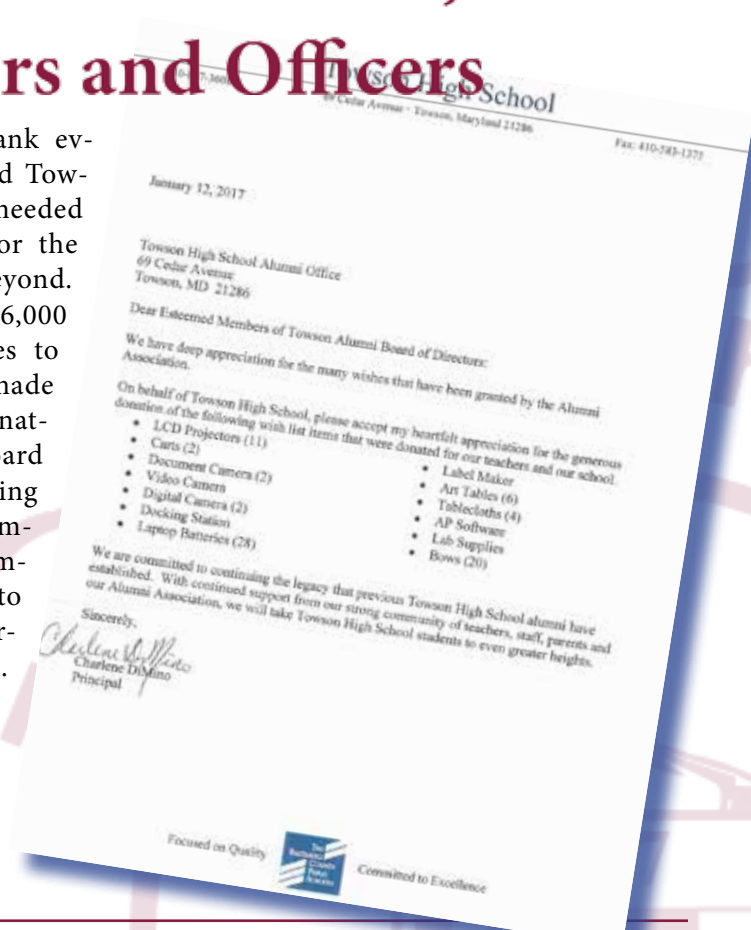 rs and Officers
ank ev-
d Tow-
needed
or the
eyond.
6,000
es to
nade
nat-
ard
ing
m-
m-
to
r-
.
Towson High School
69 Cedar Avenue - Towson, Maryland 21286
Fax: 410-583-1375
January 12, 2017
Towson High School Alumni Office
69 Cedar Avenue
Towson, MD 21286
Dear Esteemed Members of Towson Alumni Board of Directors:
We have deep appreciation for the many wishes that have been granted by the Alumni
Association.
On behalf of Towson High School, please accept my heartfelt appreciation for the generous
donation of the following wish list items that were donated for our teachers and our school.
• LCD Projectors (11)
• Carts (2)
• Document Camera (2)
• Video Camera
• Digital Camera (2)
• Docking Station
• Laptop Batteries (28)
• Label Maker
• Art Tables (6)
• Tablecloths (4)
• AP Software
• Lab Supplies
• Bows (20)
We are committed to continuing the legacy that previous Towson High School alumni have
established. With continued support from our strong community of teachers, staff, parents and
our Alumni Association, we will take Towson High School students to even greater heights.
Sincerely,
Charlene DiMino
Charlene DiMino
Principal
Focused on Quality
Committed to Excellence